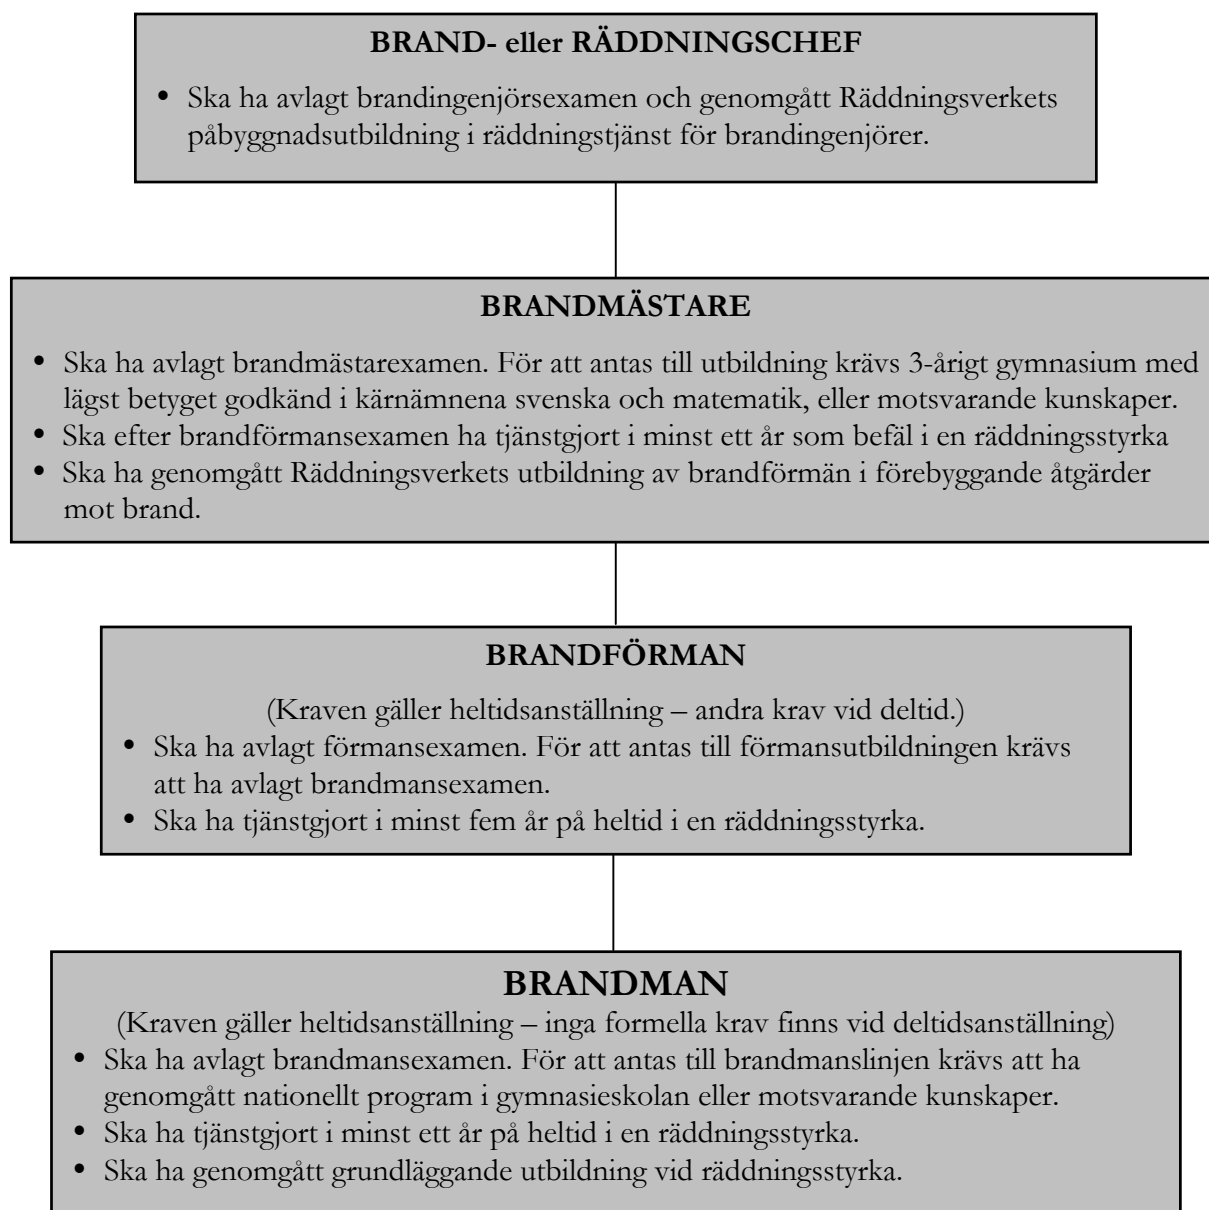 BRAND- eller RÄDDNINGSCHEF
• Ska ha avlagt brandingenjörsexamen och genomgått Räddningsverkets
påbyggnadsutbildning i räddningstjänst för brandingenjörer.
BRANDMÄSTARE
• Ska ha avlagt brandmästarexamen. För att antas till utbildning krävs 3-årigt gymnasium med
lägst betyget godkänd i kärnämnena svenska och matematik, eller motsvarande kunskaper.
• Ska efter brandförmansexamen ha tjänstgjort i minst ett år som befäl i en räddningsstyrka
• Ska ha genomgått Räddningsverkets utbildning av brandförmän i förebyggande åtgärder
mot brand.
BRANDFÖRMAN
(Kraven gäller heltidsanställning – andra krav vid deltid.)
• Ska ha avlagt förmansexamen. För att antas till förmansutbildningen krävs
att ha avlagt brandmansexamen.
• Ska ha tjänstgjort i minst fem år på heltid i en räddningsstyrka.
BRANDMAN
(Kraven gäller heltidsanställning – inga formella krav finns vid deltidsanställning)
• Ska ha avlagt brandmansexamen. För att antas till brandmanslinjen krävs att ha
genomgått nationellt program i gymnasieskolan eller motsvarande kunskaper.
• Ska ha tjänstgjort i minst ett år på heltid i en räddningsstyrka.
• Ska ha genomgått grundläggande utbildning vid räddningsstyrka.